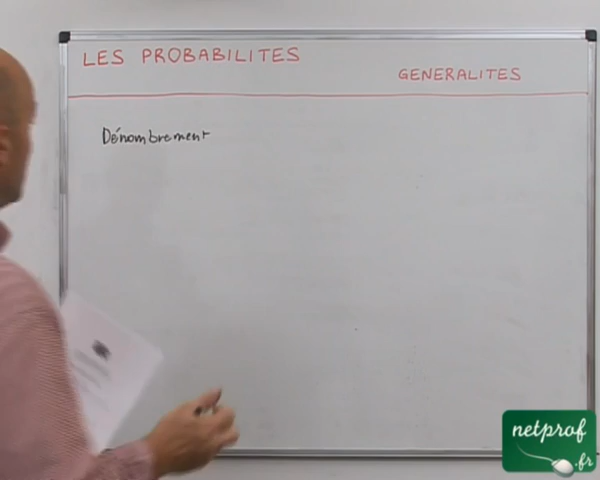 LES PROBABILITES
GENERALITES
Dénombrement
netprof
.fr